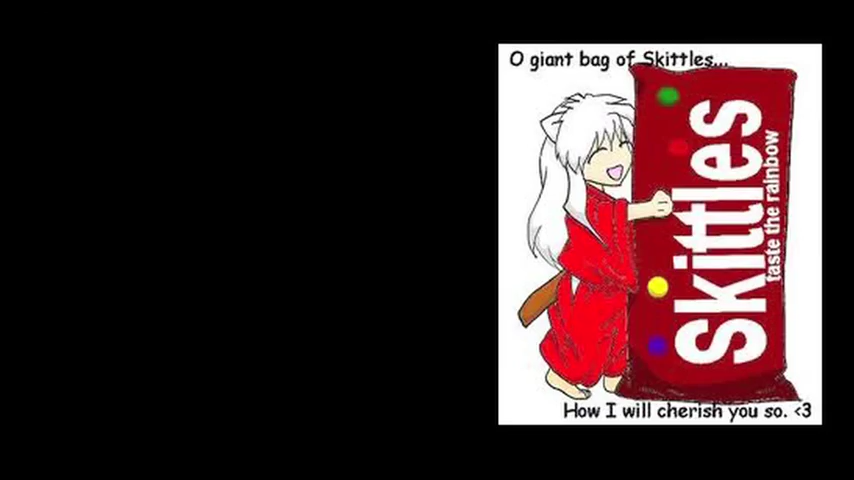 O giant bag of Skittles...
Skittles
taste the rainbow
How I will cherish you so. <3